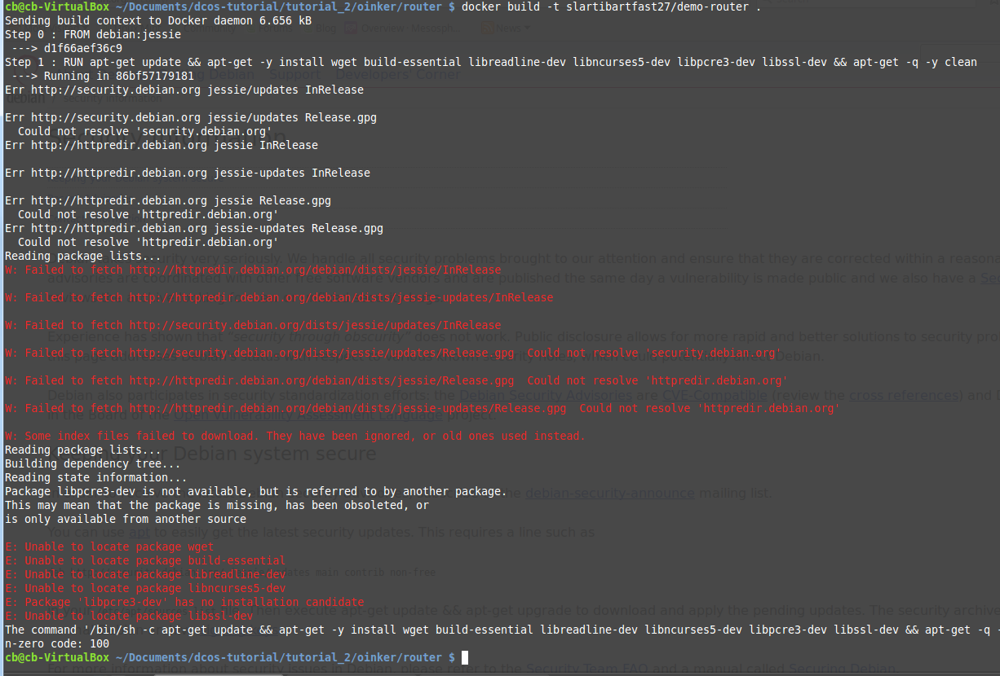 cb@cb-VirtualBox ~/Documents/dcos-tutorial/tutorial_2/oinker/router $ docker build -t slartibartfast27/demo-router .
Sending build context to Docker daemon 6.656 kB
Step 0 : FROM debian:jessie
 ---> d1f66aef36c9
Step 1 : RUN apt-get update && apt-get -y install wget build-essential libreadline-dev libncurses5-dev libpcre3-dev libssl-dev && apt-get -q -y clean
 ---> Running in 86bf57179181
Err http://security.debian.org jessie/updates InRelease
Err http://security.debian.org jessie/updates Release.gpg
  Could not resolve 'security.debian.org'
Err http://httpredir.debian.org jessie InRelease
Err http://httpredir.debian.org jessie-updates InRelease
Err http://httpredir.debian.org jessie Release.gpg
  Could not resolve 'httpredir.debian.org'
Err http://httpredir.debian.org jessie-updates Release.gpg
  Could not resolve 'httpredir.debian.org'
Reading package lists...
W: Failed to fetch http://httpredir.debian.org/debian/dists/jessie/InRelease
W: Failed to fetch http://httpredir.debian.org/debian/dists/jessie-updates/InRelease
W: Failed to fetch http://security.debian.org/dists/jessie/updates/InRelease
W: Failed to fetch http://security.debian.org/dists/jessie/updates/Release.gpg  Could not resolve 'security.debian.org'
W: Failed to fetch http://httpredir.debian.org/debian/dists/jessie/Release.gpg  Could not resolve 'httpredir.debian.org'
W: Failed to fetch http://httpredir.debian.org/debian/dists/jessie-updates/Release.gpg  Could not resolve 'httpredir.debian.org'
W: Some index files failed to download. They have been ignored, or old ones used instead.
Reading package lists...
Building dependency tree...
Reading state information...
Package libpcre3-dev is not available, but is referred to by another package.
This may mean that the package is missing, has been obsoleted, or
is only available from another source
E: Unable to locate package wget
E: Unable to locate package build-essential
E: Unable to locate package libreadline-dev
E: Unable to locate package libncurses5-dev
E: Package 'libpcre3-dev' has no installation candidate
E: Unable to locate package libssl-dev
The command '/bin/sh -c apt-get update && apt-get -y install wget build-essential libreadline-dev libncurses5-dev libpcre3-dev libssl-dev && apt-get -q -
n-zero code: 100
cb@cb-VirtualBox ~/Documents/dcos-tutorial/tutorial_2/oinker/router $